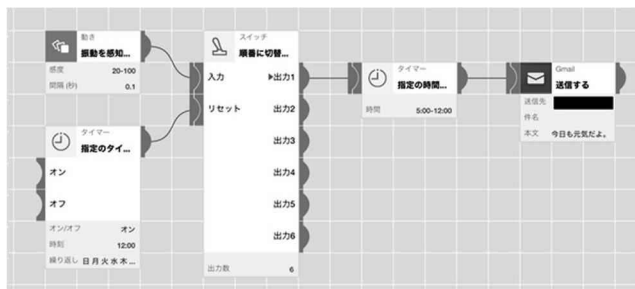 動き
振動を感知...
感度 20-100
間隔 (秒) 0.1
タイマー
指定のタイ...
オン
オフ
オン/オフ オン
時刻 12:00
繰り返し 日月火水木...
スイッチ
順番に切替...
入力 ▶出力1
リセット 出力2
出力3
出力4
出力5
出力6
出力数 6
タイマー
指定の時間...
時間 5:00-12:00
Gmail
送信する
送信先
件名
本文 今日も元気だよ。